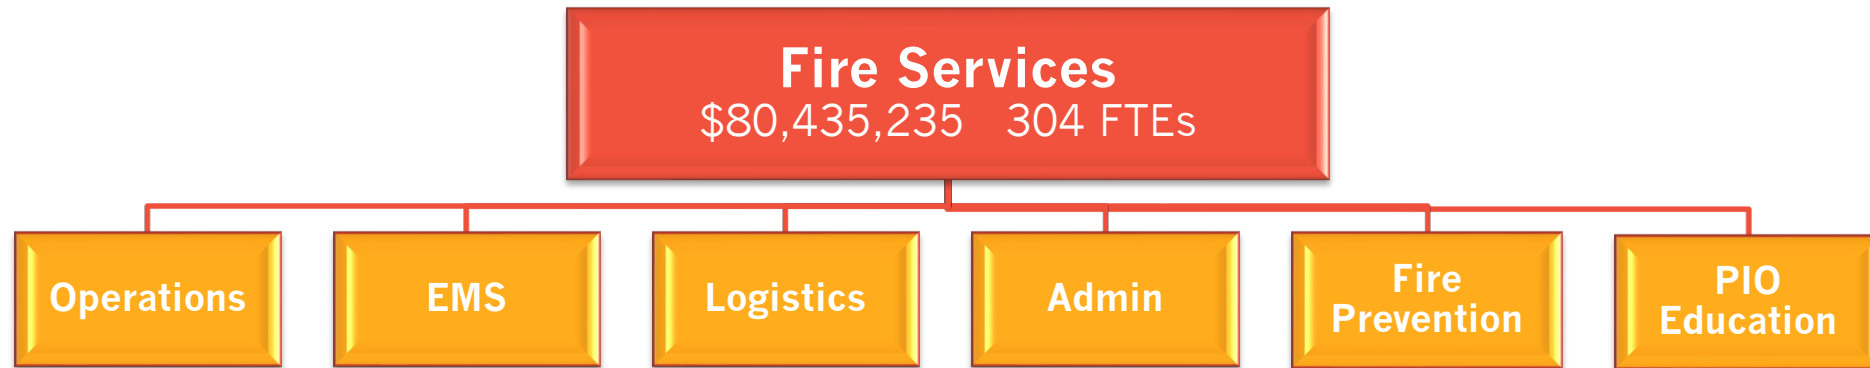 Fire Services
$80,435,235 304 FTEs
Operations
EMS
Logistics
Admin
Fire
Prevention
PIO
Education